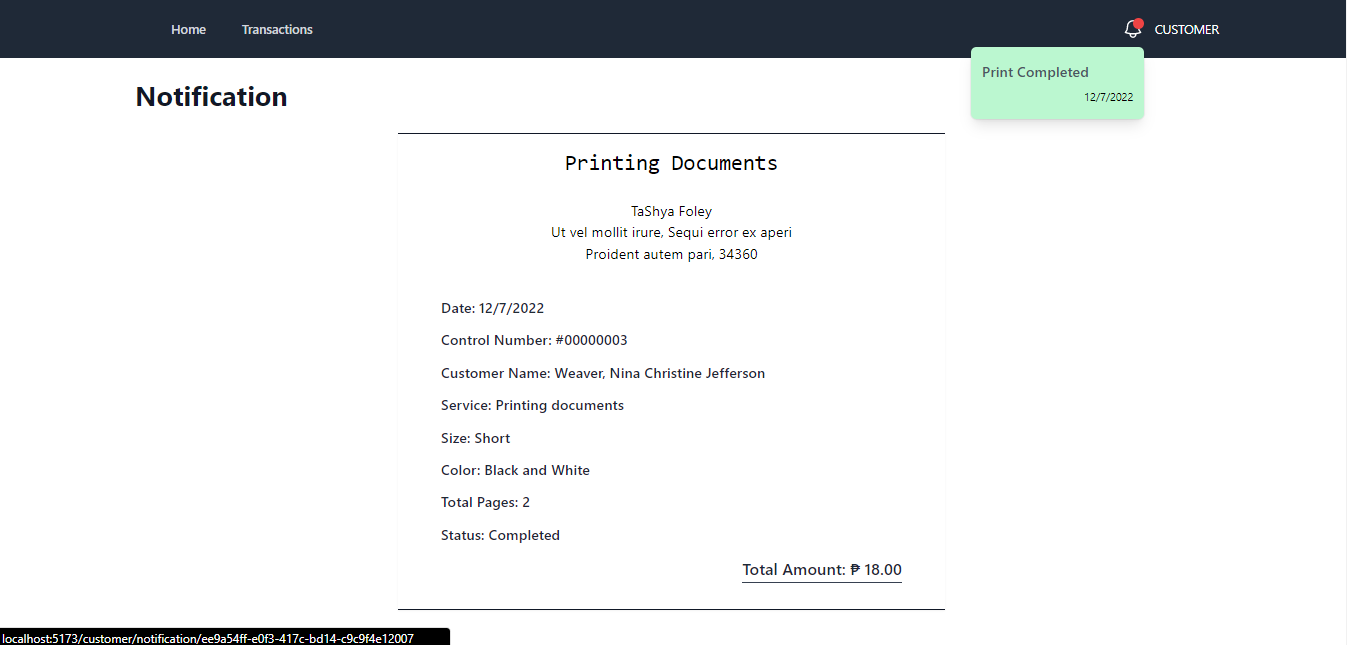 Home Transactions CUSTOMER
Print Completed
12/7/2022
Notification
Printing Documents
TaShya Foley
Ut vel mollit irure, Sequi error ex aperi
Proident autem pari, 34360
Date: 12/7/2022
Control Number: #00000003
Customer Name: Weaver, Nina Christine Jefferson
Service: Printing documents
Size: Short
Color: Black and White
Total Pages: 2
Status: Completed
Total Amount: ₱ 18.00
localhost:5173/customer/notification/ee9a54ff-e0f3-417c-bd14-c9c9f4e12007